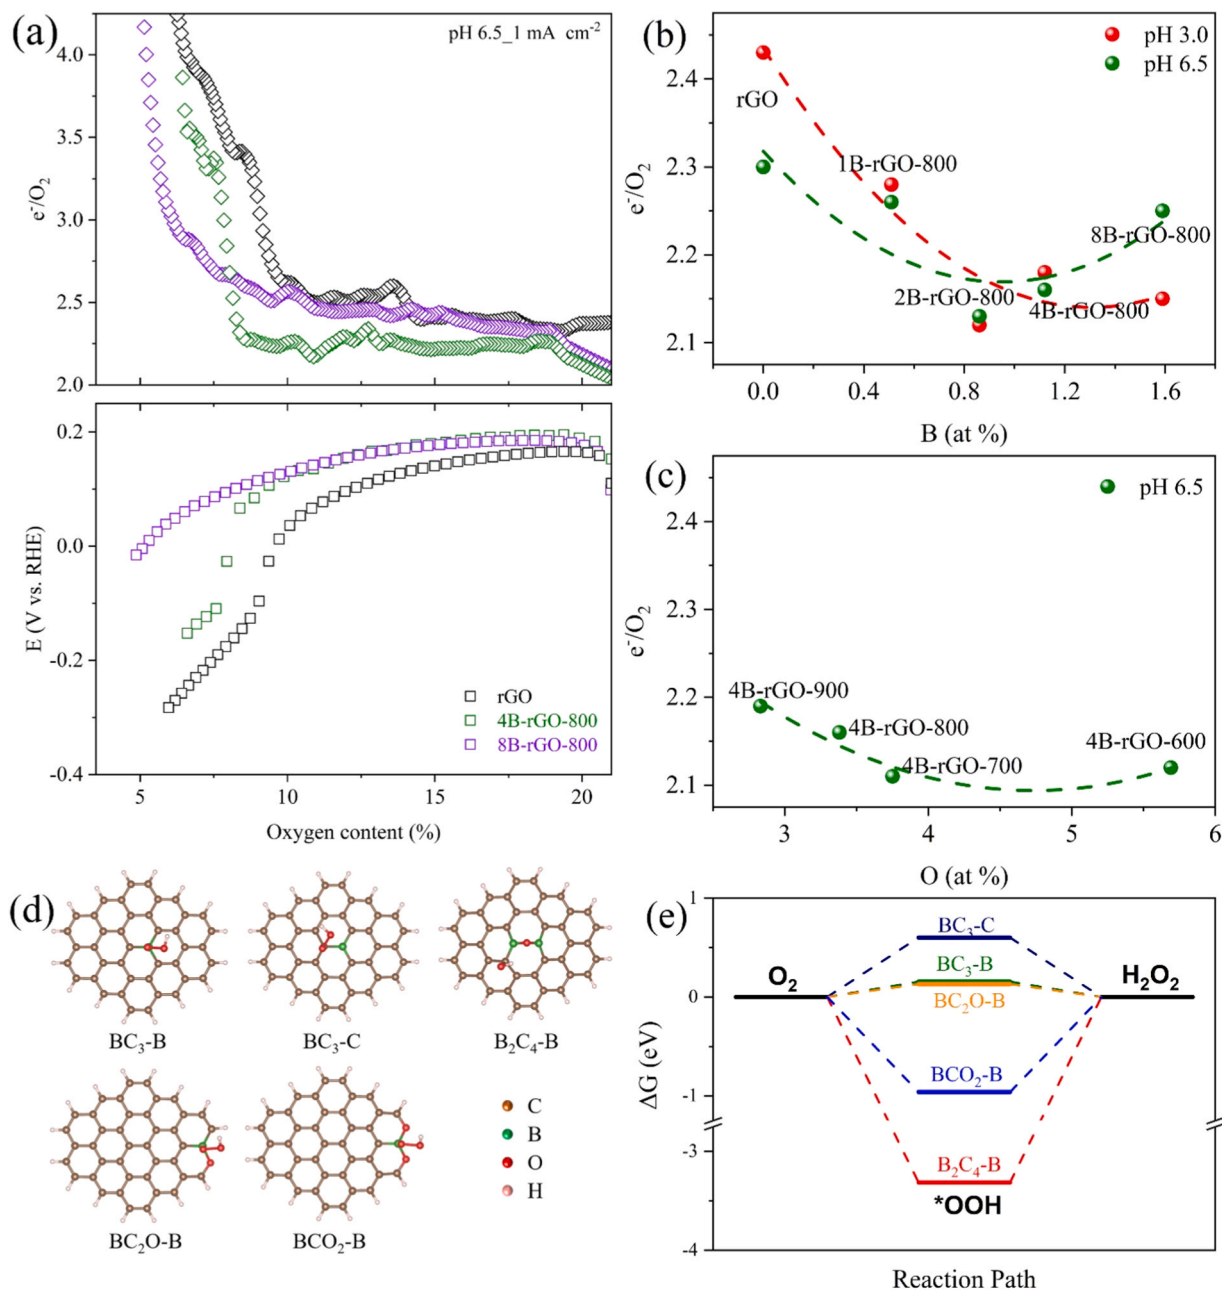 (a)
pH 6.5_1 mA cm⁻²
4.0
3.5
3.0
2.5
2.0
e⁻/O₂
0.2
0.0
-0.2
-0.4
E (V vs. RHE)
rGO
4B-rGO-800
8B-rGO-800
5
10
15
20
Oxygen content (%)
(b)
pH 3.0
pH 6.5
2.4
2.3
2.2
2.1
e⁻/O₂
rGO
1B-rGO-800
8B-rGO-800
2B-rGO-800
4B-rGO-800
0.0
0.4
0.8
1.2
1.6
B (at %)
(c)
pH 6.5
2.4
2.3
2.2
2.1
e⁻/O₂
4B-rGO-900
4B-rGO-800
4B-rGO-700
4B-rGO-600
3
4
5
6
O (at %)
(d)
BC₃-B
BC₃-C
B₂C₄-B
BC₂O-B
BCO₂-B
C
B
O
H
(e)
1
0
-1
-3
-4
ΔG (eV)
O₂
BC₃-C
BC₃-B
BC₂O-B
BCO₂-B
B₂C₄-B
*OOH
H₂O₂
Reaction Path